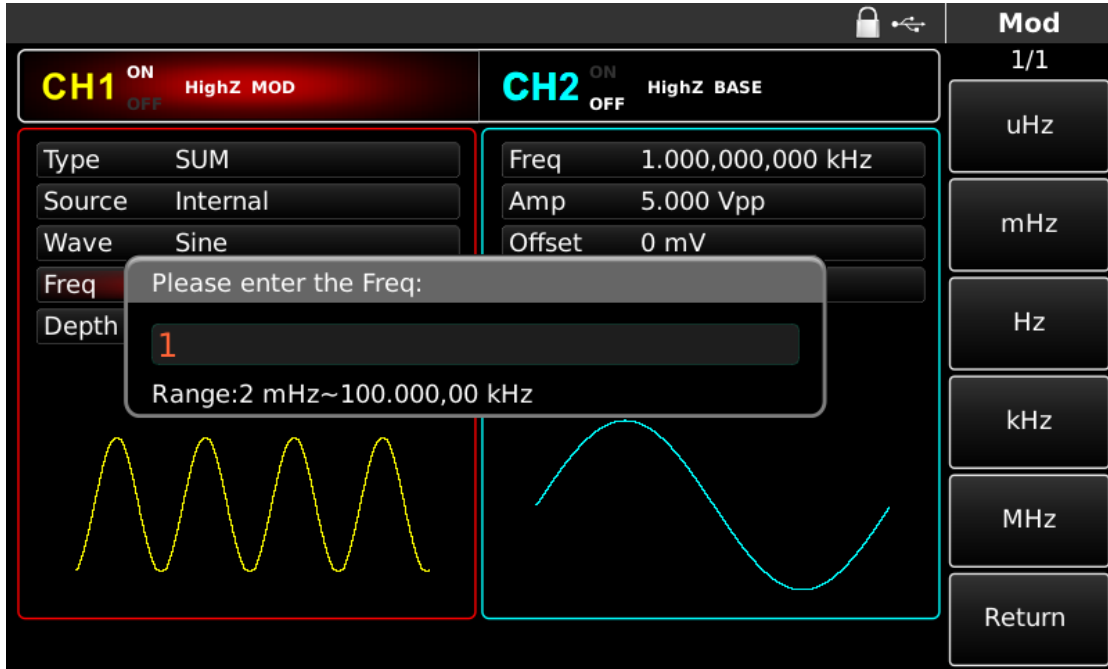 Mod
1/1
CH1 ON OFF HighZ MOD
CH2 ON OFF HighZ BASE
Type SUM
Source Internal
Wave Sine
Freq
Depth
Freq 1.000,000,000 kHz
Amp 5.000 Vpp
Offset 0 mV
Please enter the Freq:
1
Range:2 mHz~100.000,00 kHz
uHz
mHz
Hz
kHz
MHz
Return